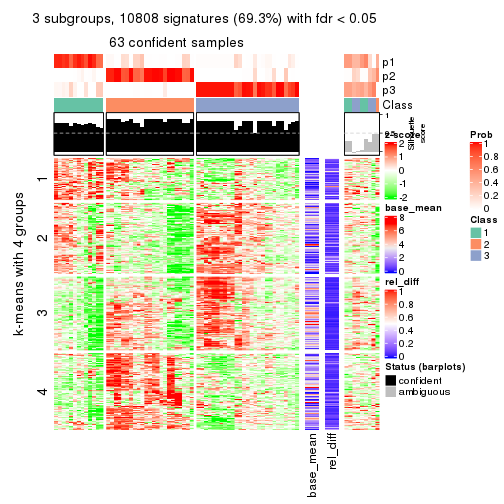 3 subgroups, 10808 signatures (69.3%) with fdr < 0.05
63 confident samples
p1
p2
p3
Class
1
0.5
0
Silhouette
score
k-means with 4 groups
1
2
3
4
base_mean
rel_diff
z-score
2
1
0
-1
-2
base_mean
8
6
4
2
0
rel_diff
1
0.8
0.6
0.4
0.2
0
Status (barplots)
confident
ambiguous
Prob
1
0.8
0.6
0.4
0.2
0
Class
1
2
3